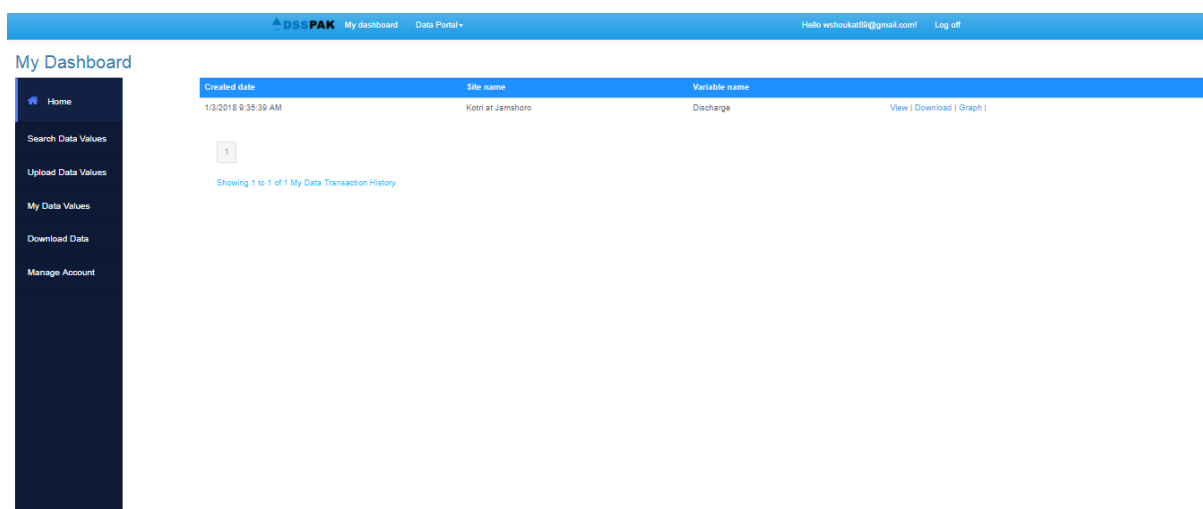 DSSPAK My dashboard Data Portal Hello wshoukat89@gmail.com! Log off
My Dashboard
Home
Search Data Values
Upload Data Values
My Data Values
Download Data
Manage Account
Created date Site name Variable name
1/3/2018 9:35:39 AM Kotri at Jamshoro Discharge View | Download | Graph |
1
Showing 1 to 1 of 1 My Data Transaction History